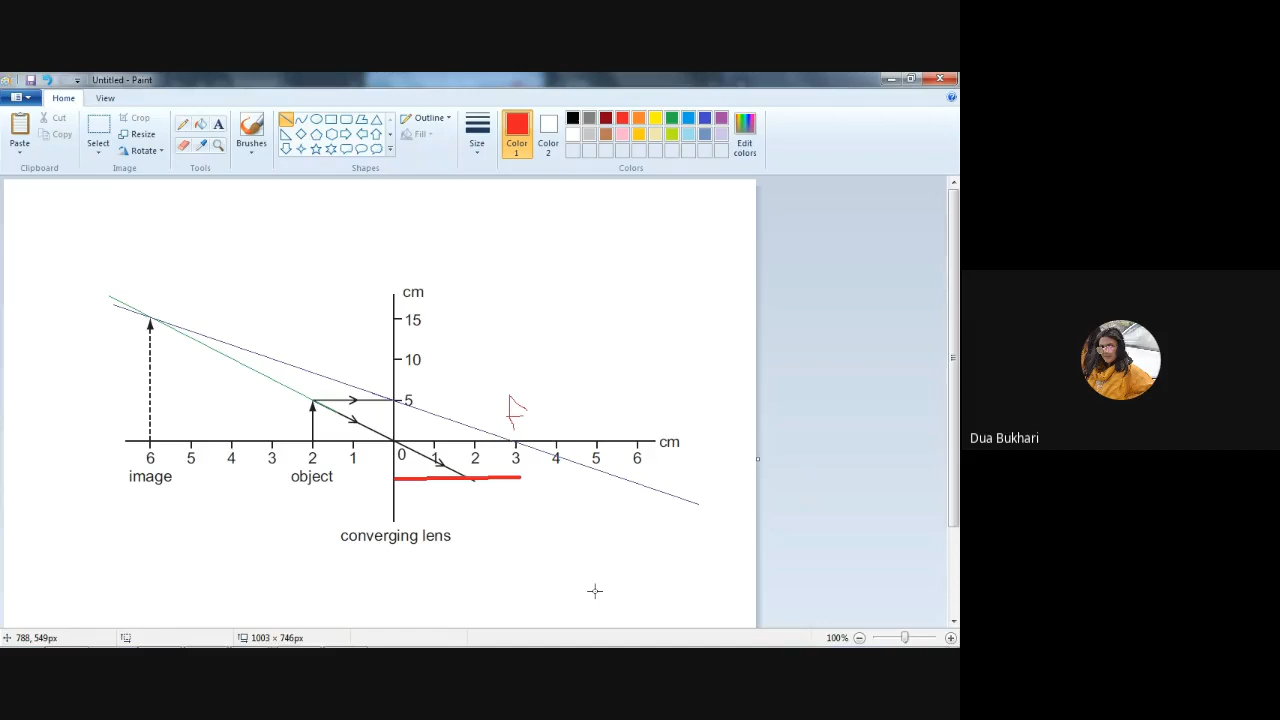 Untitled - Paint
Home View
Cut
Copy
Paste
Clipboard
Crop
Resize
Rotate
Select
Image
Tools
Brushes
Outline
Fill
Shapes
Size
Color 1
Color 2
Edit colors
Colors
cm
15
10
5
cm
6 5 4 3 2 1 0 1 2 3 4 5 6
image
object
converging lens
788, 549px
1003 × 746px
100%
Dua Bukhari